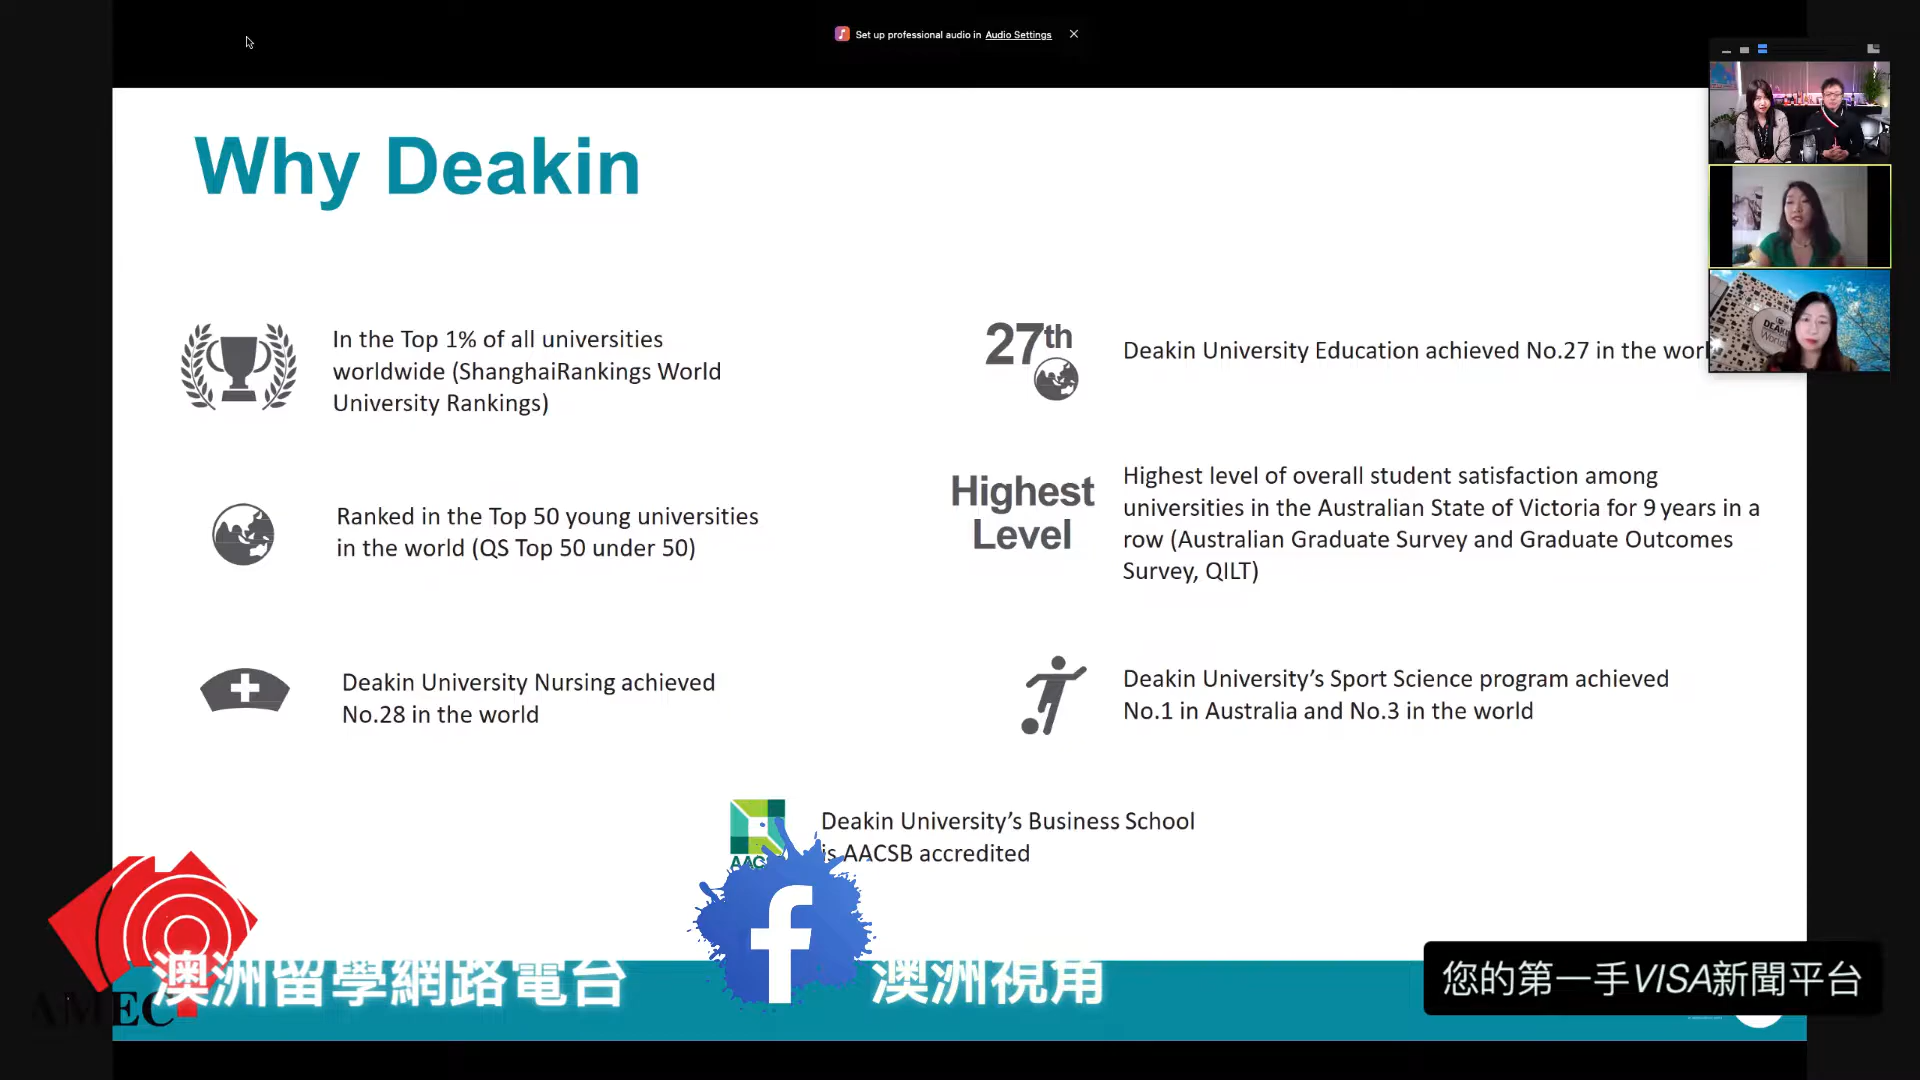 Set up professional audio in Audio Settings
Why Deakin
In the Top 1% of all universities
worldwide (ShanghaiRankings World
University Rankings)
27th
Deakin University Education achieved No.27 in the
Ranked in the Top 50 young universities
in the world (QS Top 50 under 50)
Highest
Level
Highest level of overall student satisfaction among
universities in the Australian State of Victoria for 9 years in a
row (Australian Graduate Survey and Graduate Outcomes
Survey, QILT)
Deakin University Nursing achieved
No.28 in the world
Deakin University’s Sport Science program achieved
No.1 in Australia and No.3 in the world
Deakin University’s Business School
is AACSB accredited
AMEC
澳洲留學網路電台
f
澳洲視角
您的第一手VISA新聞平台